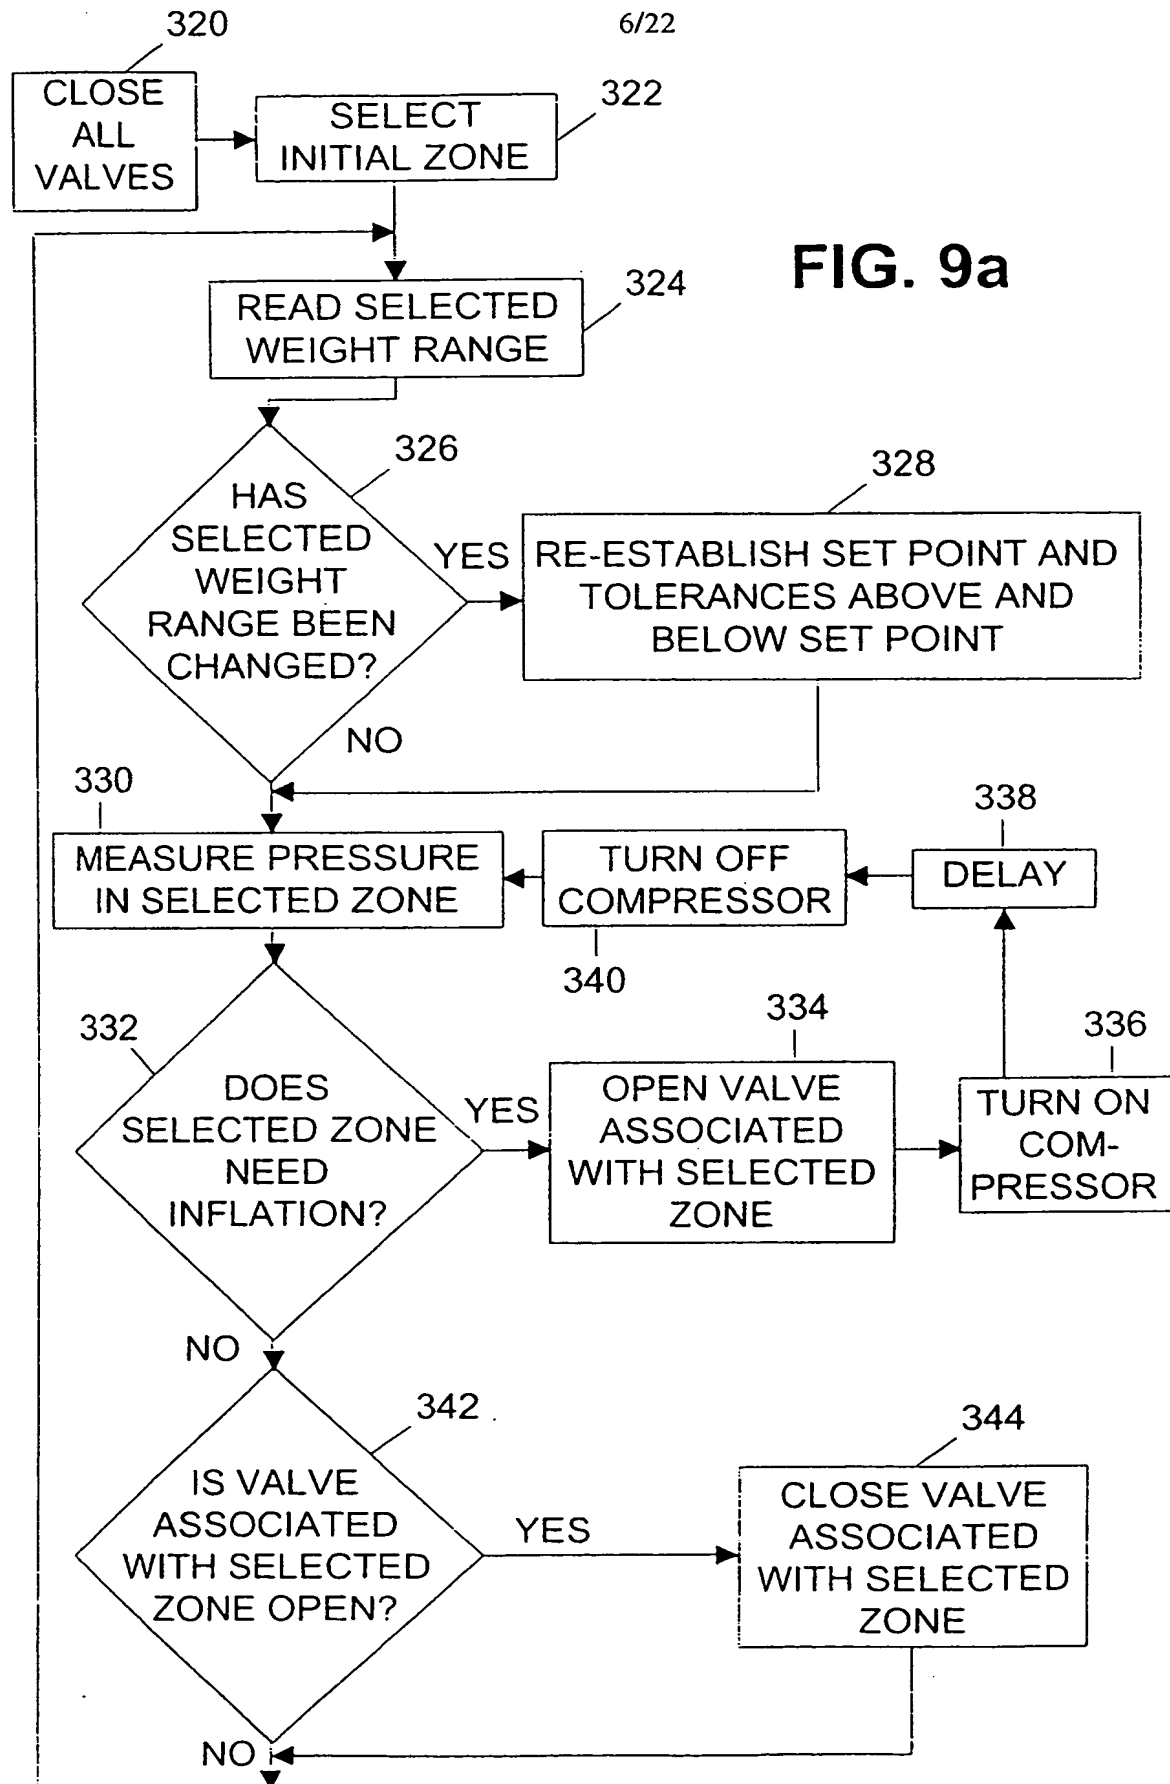 320
6/22
CLOSE
ALL
VALVES
322
SELECT
INITIAL ZONE
FIG. 9a
324
READ SELECTED
WEIGHT RANGE
326
HAS
SELECTED
WEIGHT
RANGE BEEN
CHANGED?
YES
328
RE-ESTABLISH SET POINT AND
TOLERANCES ABOVE AND
BELOW SET POINT
NO
330
MEASURE PRESSURE
IN SELECTED ZONE
TURN OFF
COMPRESSOR
340
338
DELAY
332
DOES
SELECTED ZONE
NEED
INFLATION?
YES
334
OPEN VALVE
ASSOCIATED
WITH SELECTED
ZONE
336
TURN ON
COM-
PRESSOR
NO
342
IS VALVE
ASSOCIATED
WITH SELECTED
ZONE OPEN?
YES
344
CLOSE VALVE
ASSOCIATED
WITH SELECTED
ZONE
NO